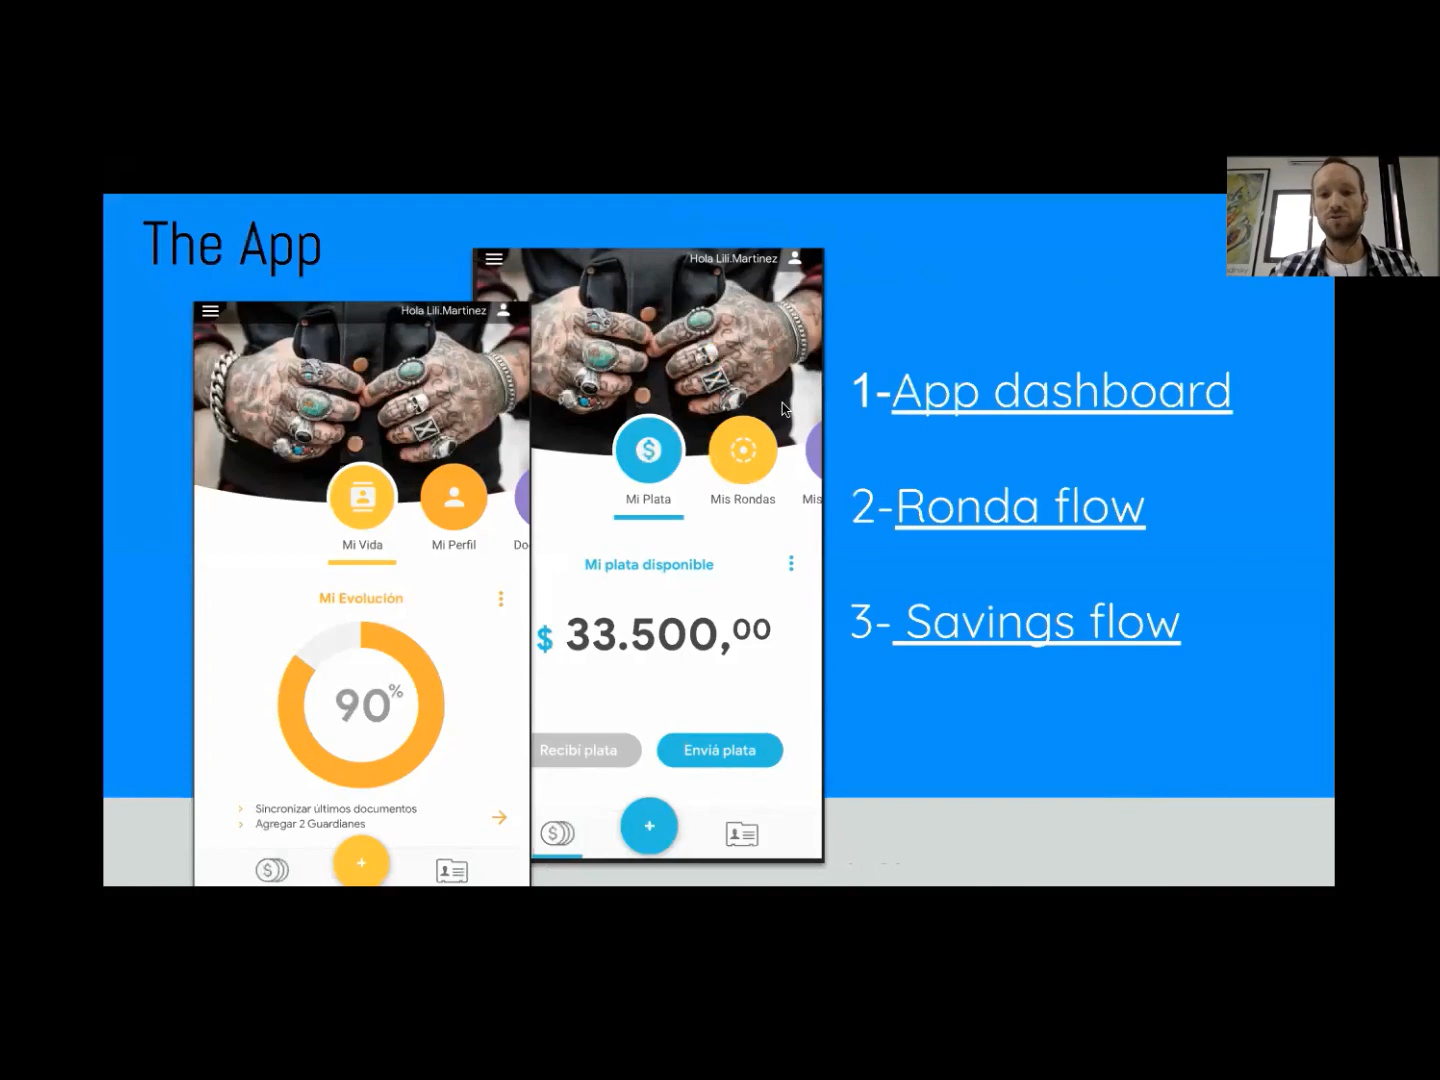 The App
Hola Lili.Martinez
Mi Vida
Mi Perfil
Do
Mi Evolución
90%
Sincronizar últimos documentos
Agregar 2 Guardianes
+
Hola Lili.Martinez
Mi Plata
Mis Rondas
Mis
Mi plata disponible
$ 33.500,00
Recibí plata
Enviá plata
+
1-App dashboard
2-Ronda flow
3- Savings flow